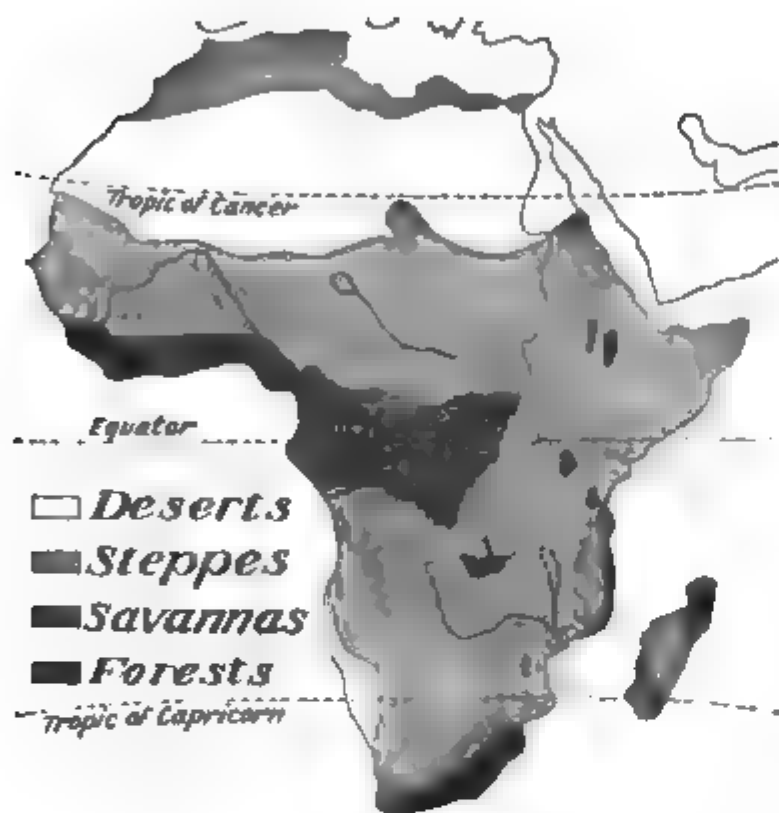 Tropic of Cancer
Equator
Deserts
Steppes
Savannas
Forests
Tropic of Capricorn